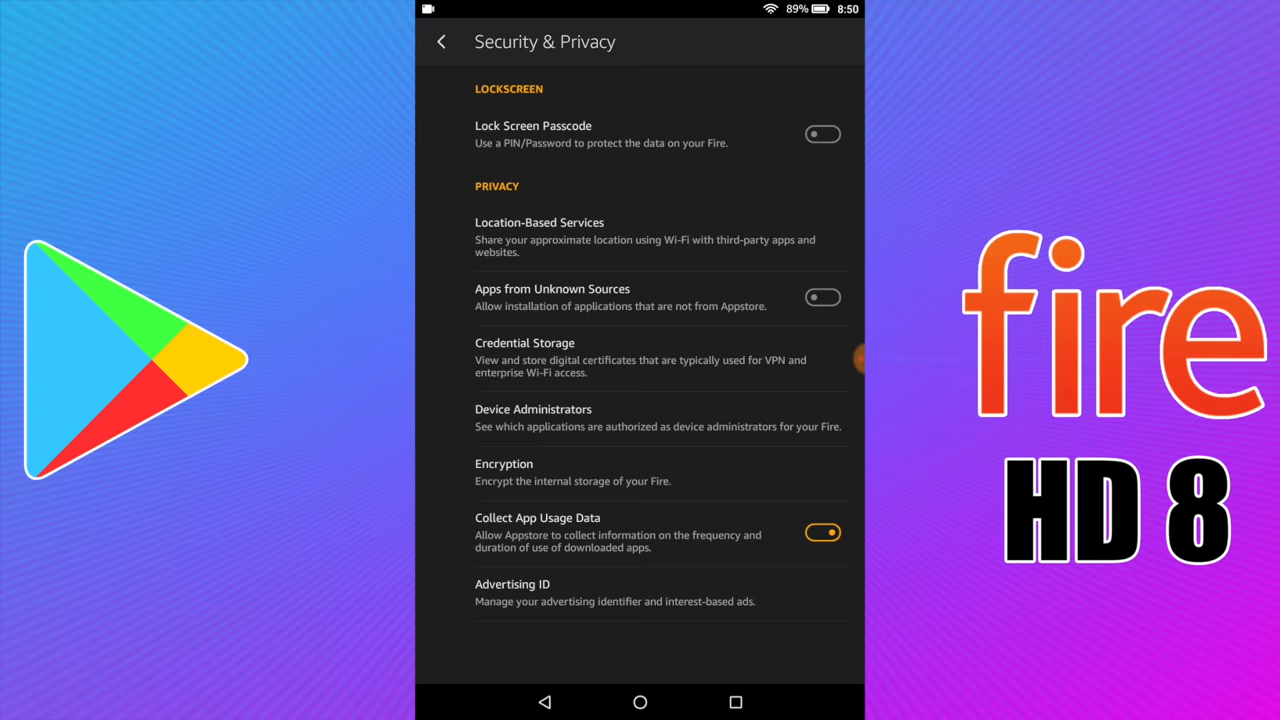 89% 8:50
Security & Privacy
LOCKSCREEN
Lock Screen Passcode
Use a PIN/Password to protect the data on your Fire.
PRIVACY
Location-Based Services
Share your approximate location using Wi-Fi with third-party apps and
websites.
Apps from Unknown Sources
Allow installation of applications that are not from Appstore.
Credential Storage
View and store digital certificates that are typically used for VPN and
enterprise Wi-Fi access.
Device Administrators
See which applications are authorized as device administrators for your Fire.
Encryption
Encrypt the internal storage of your Fire.
Collect App Usage Data
Allow Appstore to collect information on the frequency and
duration of use of downloaded apps.
Advertising ID
Manage your advertising identifier and interest-based ads.
fire
HD 8